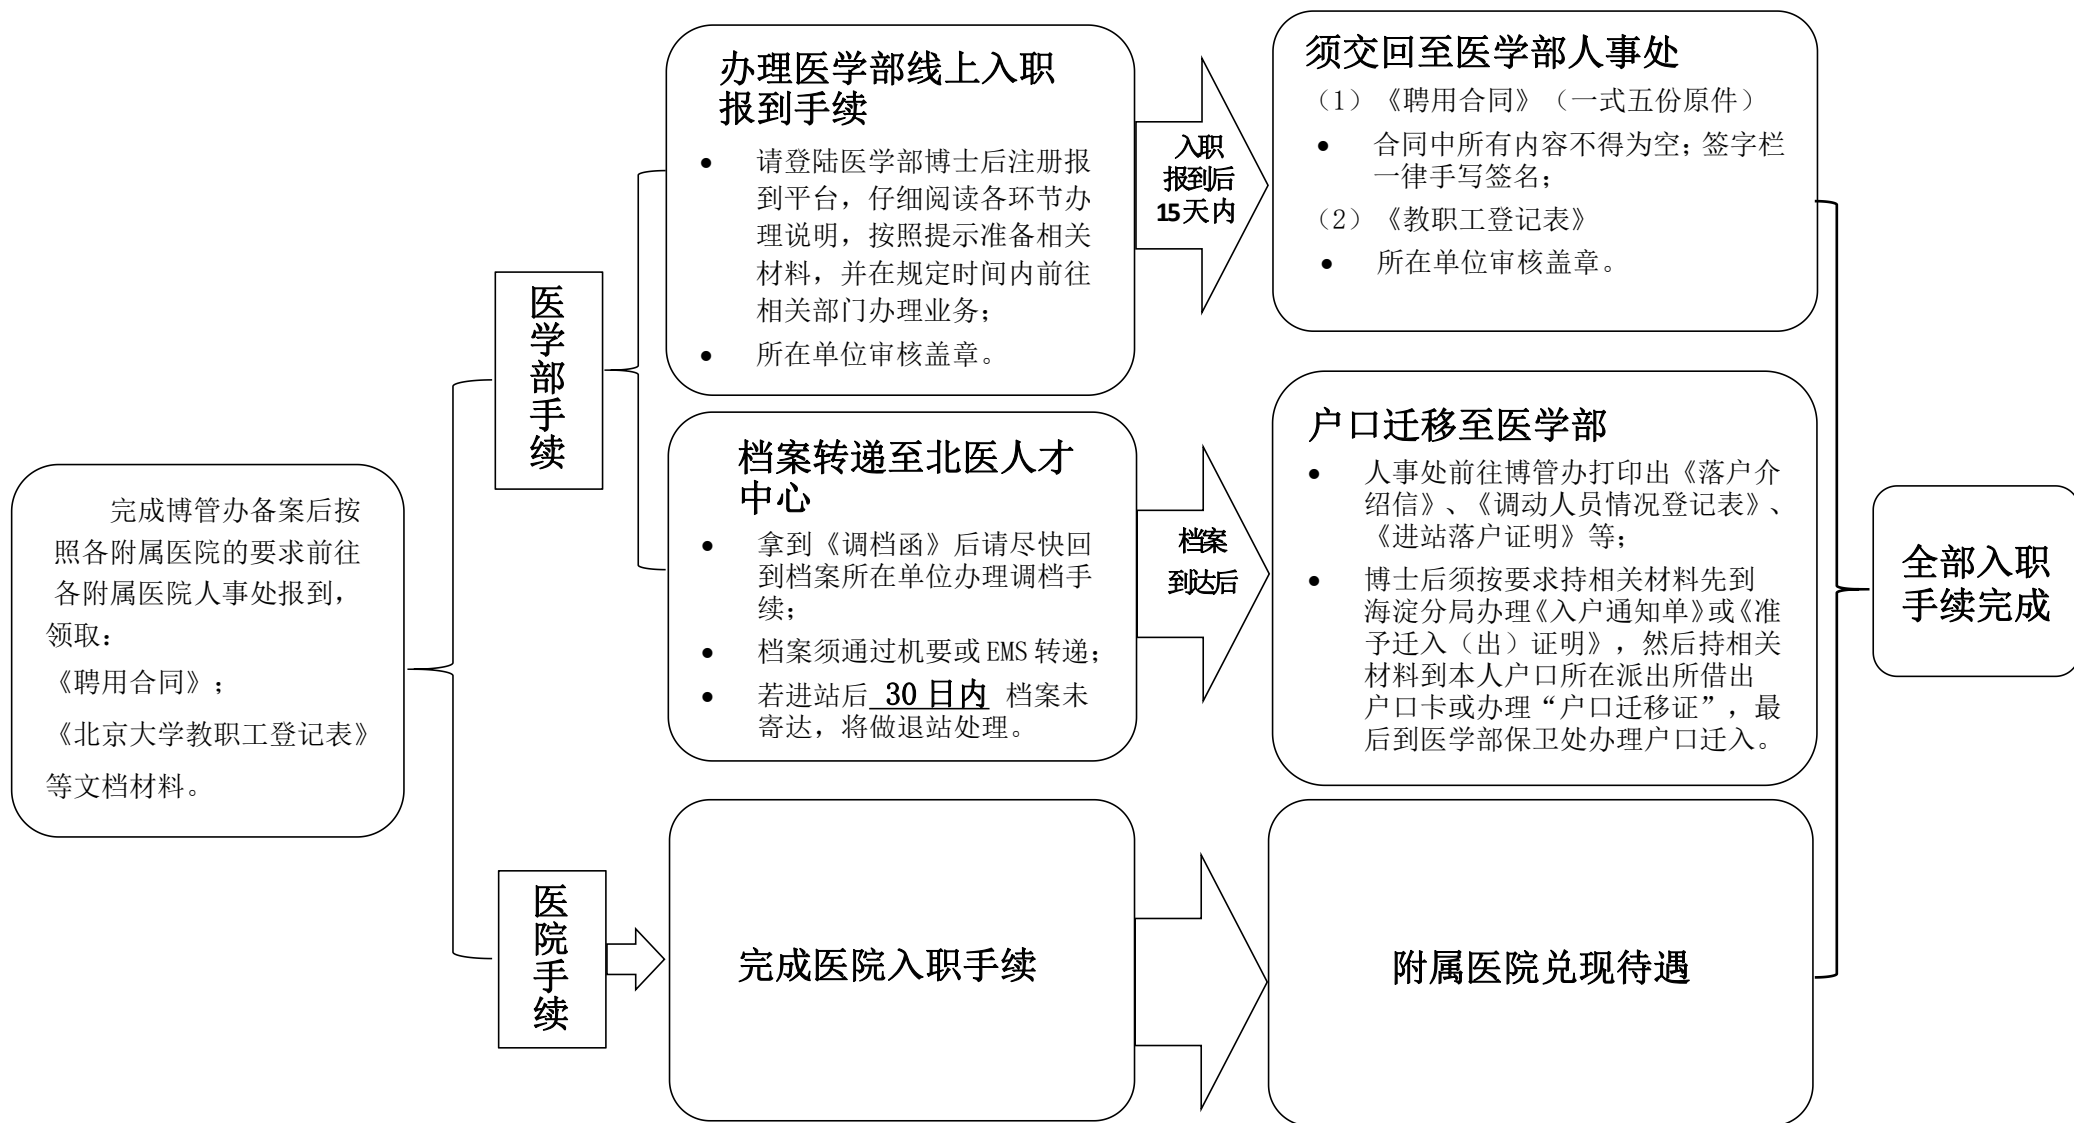 完成博管办备案后按
照各附属医院的要求前往
各附属医院人事处报到，
领取：
《聘用合同》；
《北京大学教职工登记表》
等文档材料。
医学部手续
办理医学部线上入职
报到手续
• 请登陆医学部博士后注册报
到平台，仔细阅读各环节办
理说明，按照提示准备相关
材料，并在规定时间内前往
相关部门办理业务；
• 所在单位审核盖章。
入职
报到后
15天内
须交回至医学部人事处
（1）《聘用合同》（一式五份原件）
• 合同中所有内容不得为空；签字栏
一律手写签名；
（2）《教职工登记表》
• 所在单位审核盖章。
档案转递至北医人才
中心
• 拿到《调档函》后请尽快回
到档案所在单位办理调档手
续；
• 档案须通过机要或 EMS 转递；
• 若进站后 30 日内 档案未
寄达，将做退站处理。
档案
到达后
户口迁移至医学部
• 人事处前往博管办打印出《落户介
绍信》、《调动人员情况登记表》、
《进站落户证明》等；
• 博士后须按要求持相关材料先到
海淀分局办理《入户通知单》或《准
予迁入（出）证明》，然后持相关
材料到本人户口所在派出所借出
户口卡或办理“户口迁移证”，最
后到医学部保卫处办理户口迁入。
医院手续
完成医院入职手续
附属医院兑现待遇
全部入职
手续完成